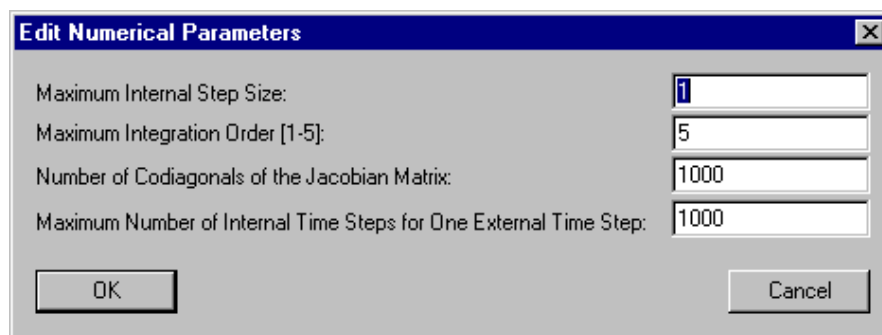 Edit Numerical Parameters
Maximum Internal Step Size: 1
Maximum Integration Order [1-5]: 5
Number of Codiagonals of the Jacobian Matrix: 1000
Maximum Number of Internal Time Steps for One External Time Step: 1000
OK Cancel